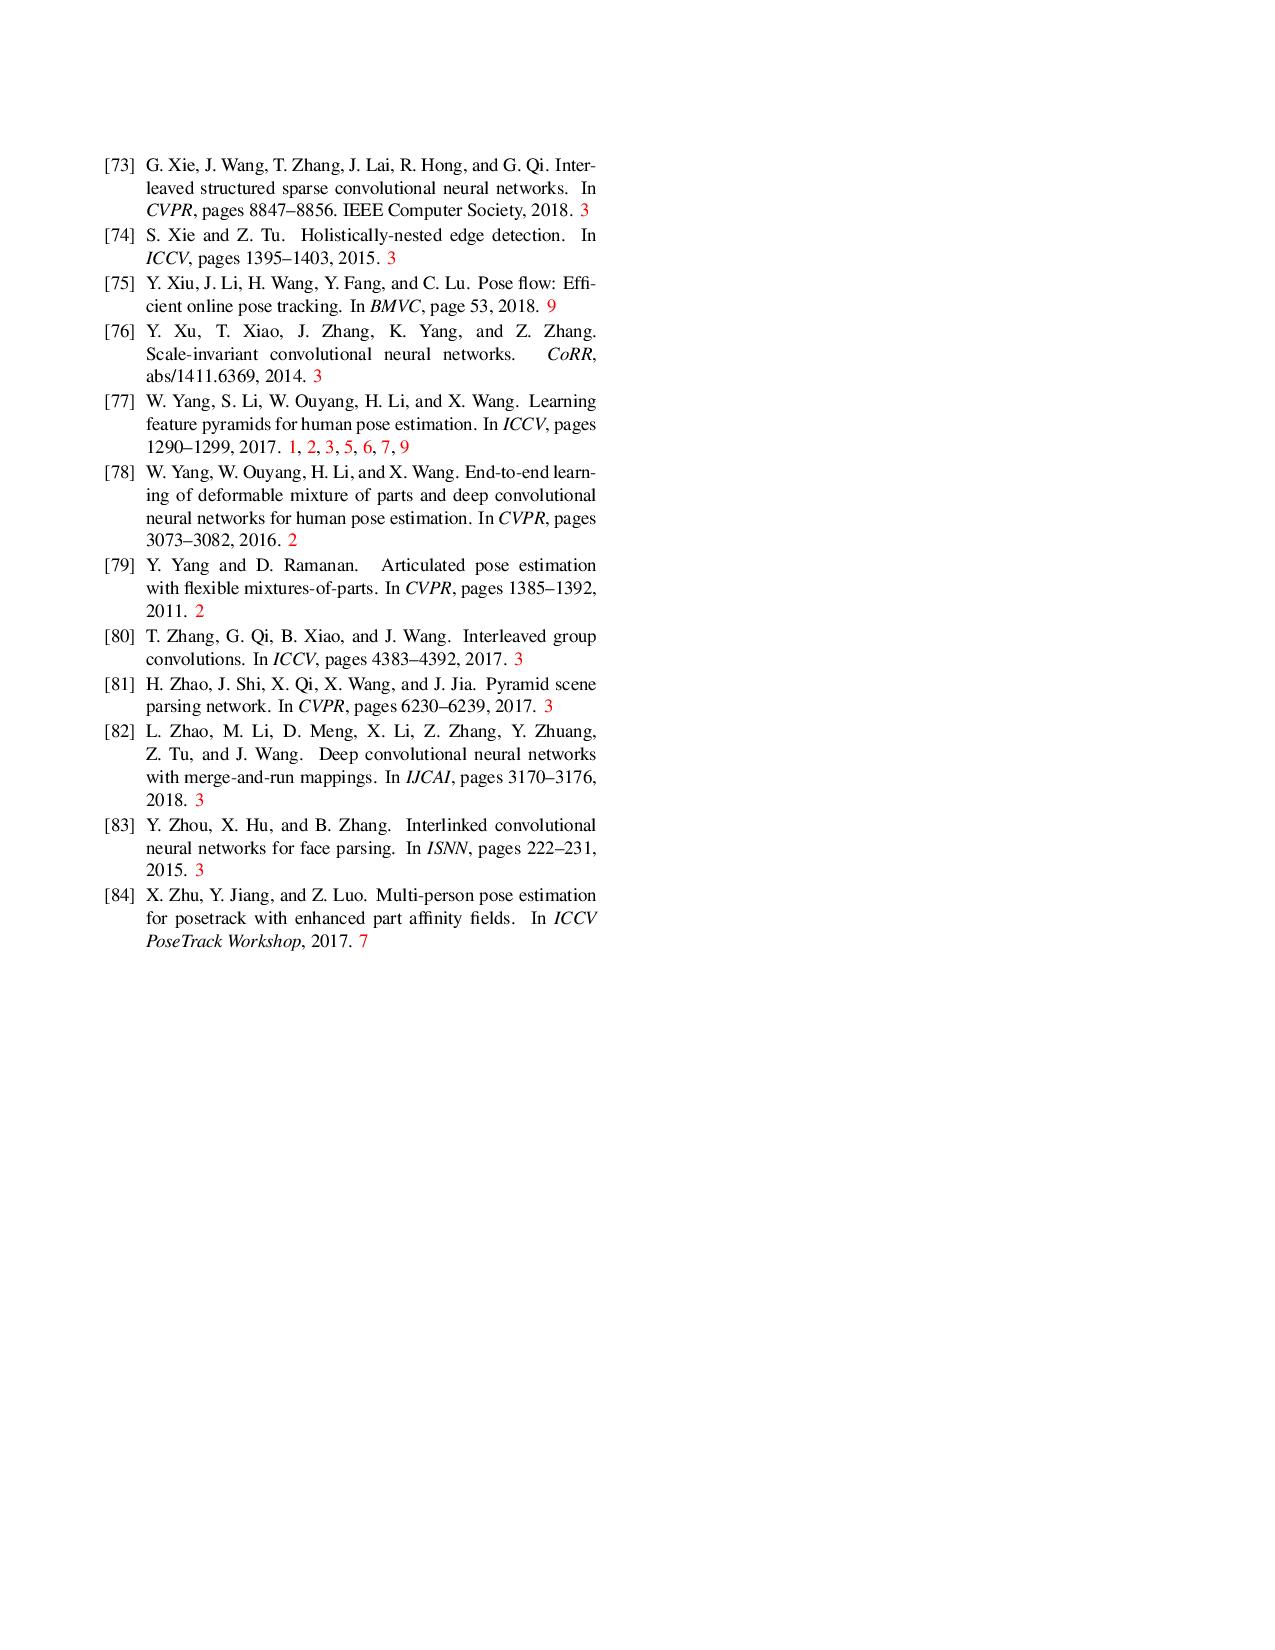 [73] G. Xie, J. Wang, T. Zhang, J. Lai, R. Hong, and G. Qi. Inter-
leaved structured sparse convolutional neural networks. In
CVPR, pages 8847–8856. IEEE Computer Society, 2018. 3
[74] S. Xie and Z. Tu. Holistically-nested edge detection. In
ICCV, pages 1395–1403, 2015. 3
[75] Y. Xiu, J. Li, H. Wang, Y. Fang, and C. Lu. Pose flow: Effi-
cient online pose tracking. In BMVC, page 53, 2018. 9
[76] Y. Xu, T. Xiao, J. Zhang, K. Yang, and Z. Zhang.
Scale-invariant convolutional neural networks. CoRR,
abs/1411.6369, 2014. 3
[77] W. Yang, S. Li, W. Ouyang, H. Li, and X. Wang. Learning
feature pyramids for human pose estimation. In ICCV, pages
1290–1299, 2017. 1, 2, 3, 5, 6, 7, 9
[78] W. Yang, W. Ouyang, H. Li, and X. Wang. End-to-end learn-
ing of deformable mixture of parts and deep convolutional
neural networks for human pose estimation. In CVPR, pages
3073–3082, 2016. 2
[79] Y. Yang and D. Ramanan. Articulated pose estimation
with flexible mixtures-of-parts. In CVPR, pages 1385–1392,
2011. 2
[80] T. Zhang, G. Qi, B. Xiao, and J. Wang. Interleaved group
convolutions. In ICCV, pages 4383–4392, 2017. 3
[81] H. Zhao, J. Shi, X. Qi, X. Wang, and J. Jia. Pyramid scene
parsing network. In CVPR, pages 6230–6239, 2017. 3
[82] L. Zhao, M. Li, D. Meng, X. Li, Z. Zhang, Y. Zhuang,
Z. Tu, and J. Wang. Deep convolutional neural networks
with merge-and-run mappings. In IJCAI, pages 3170–3176,
2018. 3
[83] Y. Zhou, X. Hu, and B. Zhang. Interlinked convolutional
neural networks for face parsing. In ISNN, pages 222–231,
2015. 3
[84] X. Zhu, Y. Jiang, and Z. Luo. Multi-person pose estimation
for posetrack with enhanced part affinity fields. In ICCV
PoseTrack Workshop, 2017. 7